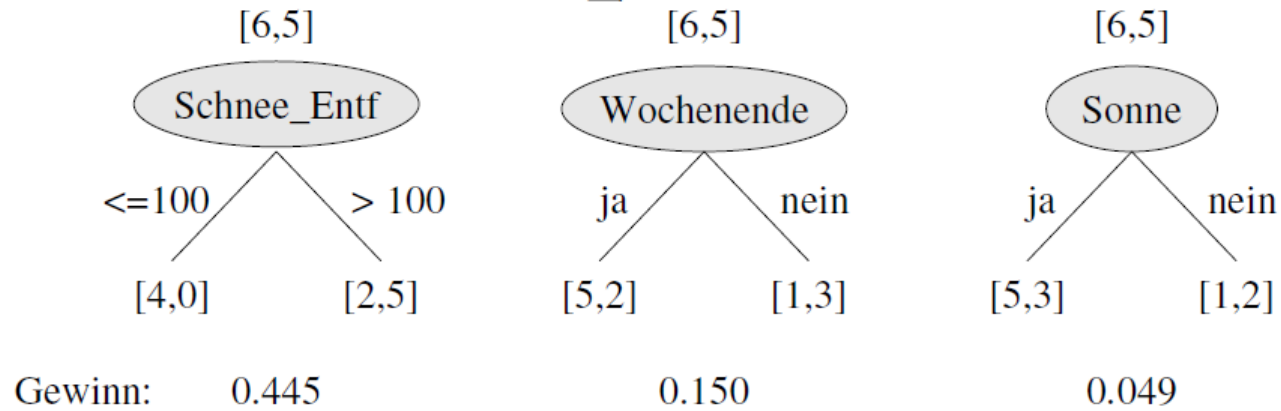 [6,5] [6,5] [6,5]
Schnee_Entf Wochenende Sonne
<=100 > 100 ja nein ja nein
[4,0] [2,5] [5,2] [1,3] [5,3] [1,2]
Gewinn: 0.445 0.150 0.049